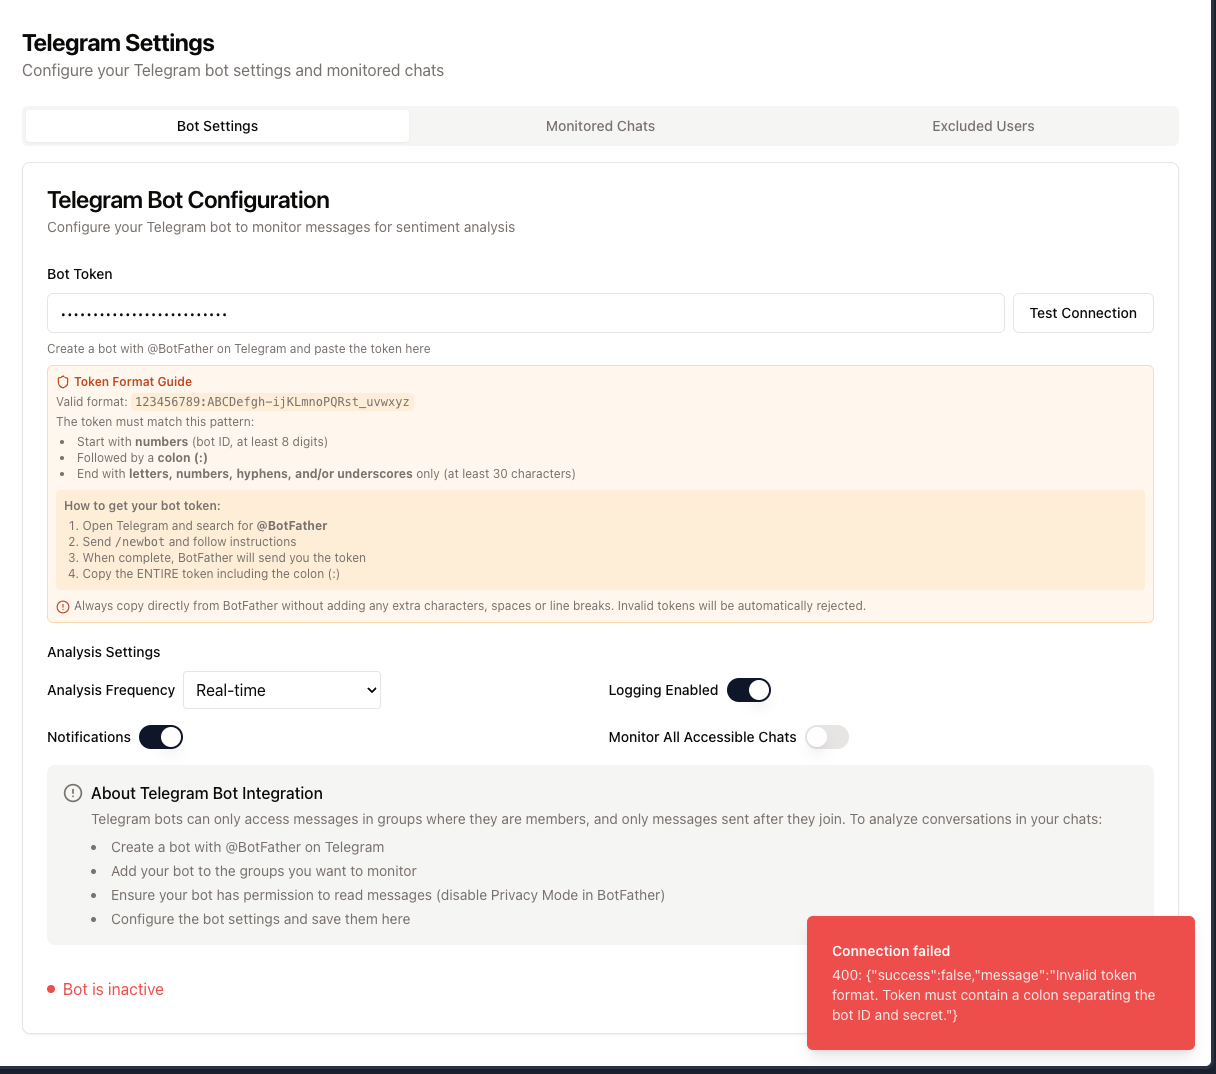 Telegram Settings
Configure your Telegram bot settings and monitored chats
Bot Settings
Monitored Chats
Excluded Users
Telegram Bot Configuration
Configure your Telegram bot to monitor messages for sentiment analysis
Bot Token
••••••••••••••••••••••••••
Test Connection
Create a bot with @BotFather on Telegram and paste the token here
Token Format Guide
Valid format: 123456789:ABCDefgh-ijKLmnoPQRst_uvwxyz
The token must match this pattern:
• Start with numbers (bot ID, at least 8 digits)
• Followed by a colon (:)
• End with letters, numbers, hyphens, and/or underscores only (at least 30 characters)
How to get your bot token:
1. Open Telegram and search for @BotFather
2. Send /newbot and follow instructions
3. When complete, BotFather will send you the token
4. Copy the ENTIRE token including the colon (:)
Always copy directly from BotFather without adding any extra characters, spaces or line breaks. Invalid tokens will be automatically rejected.
Analysis Settings
Analysis Frequency
Real-time
Logging Enabled
Notifications
Monitor All Accessible Chats
About Telegram Bot Integration
Telegram bots can only access messages in groups where they are members, and only messages sent after they join. To analyze conversations in your chats:
• Create a bot with @BotFather on Telegram
• Add your bot to the groups you want to monitor
• Ensure your bot has permission to read messages (disable Privacy Mode in BotFather)
• Configure the bot settings and save them here
Bot is inactive
Connection failed
400: {"success":false,"message":"Invalid token
format. Token must contain a colon separating the
bot ID and secret."}